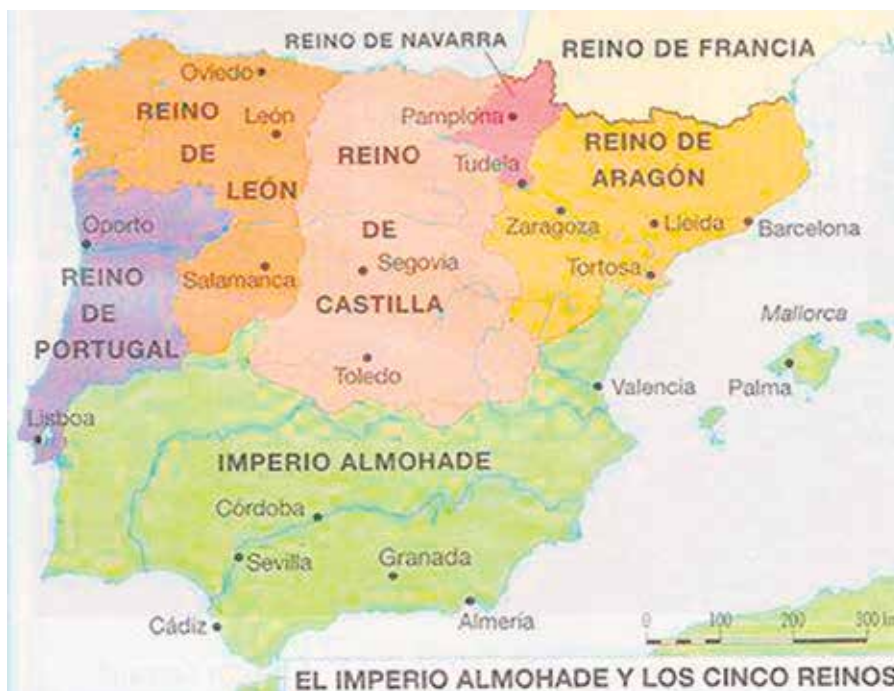 REINO DE NAVARRA
REINO DE FRANCIA
Oviedo
REINO
DE
LEÓN
León
Pamplona
Tudela
REINO DE
ARAGÓN
Zaragoza
Lleida
Barcelona
Tortosa
REINO
DE
CASTILLA
Segovia
Toledo
Salamanca
Oporto
REINO
DE
PORTUGAL
Lisboa
Mallorca
Palma
Valencia
IMPERIO ALMOHADE
Córdoba
Sevilla
Granada
Cádiz
Almería
0 100 200 300
EL IMPERIO ALMOHADE Y LOS CINCO REINOS